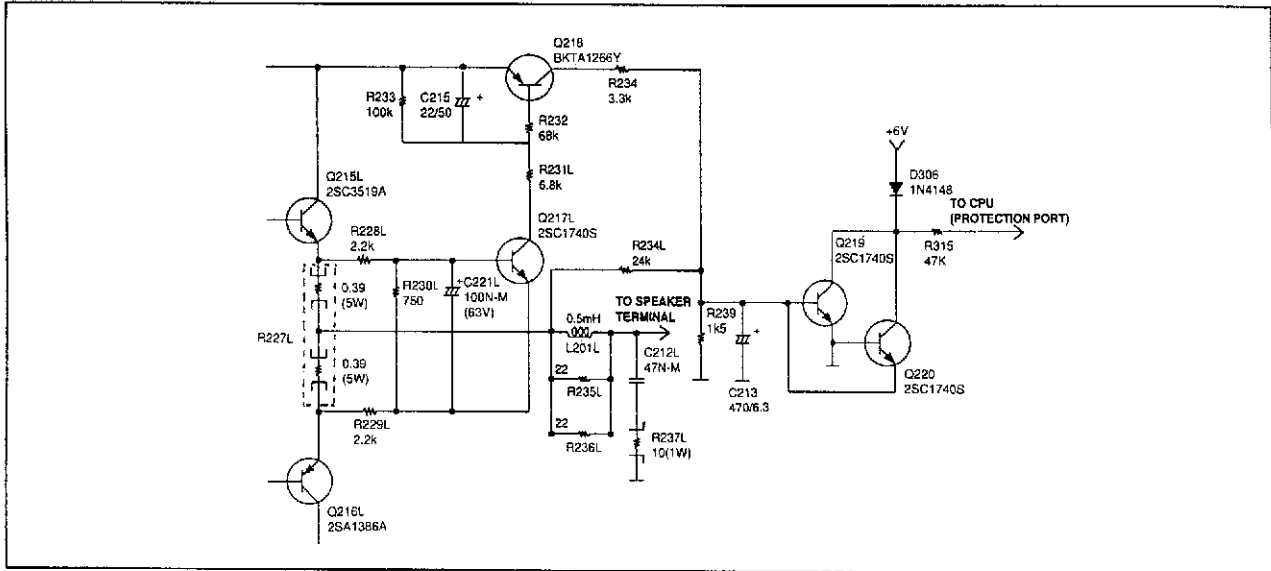 Q218
BKTA1266Y
R233
100k
C215
22/50
+
R234
3.3k
R232
68k
+6V
R231L
6.8k
D306
1N4148
Q215L
2SC3519A
TO CPU
(PROTECTION PORT)
Q217L
2SC1740S
R228L
2.2k
Q219
2SC1740S
R315
47K
R234L
24k
0.39
(5W)
R230L
750
+
C221L
100N-M
(63V)
TO SPEAKER
TERMINAL
R239
1k5
+
0.5mH
L201L
R227L
C212L
47N-M
0.39
(5W)
22
R235L
Q220
2SC1740S
C213
470/6.3
R229L
2.2k
22
R236L
R237L
10(1W)
Q216L
2SA1386A